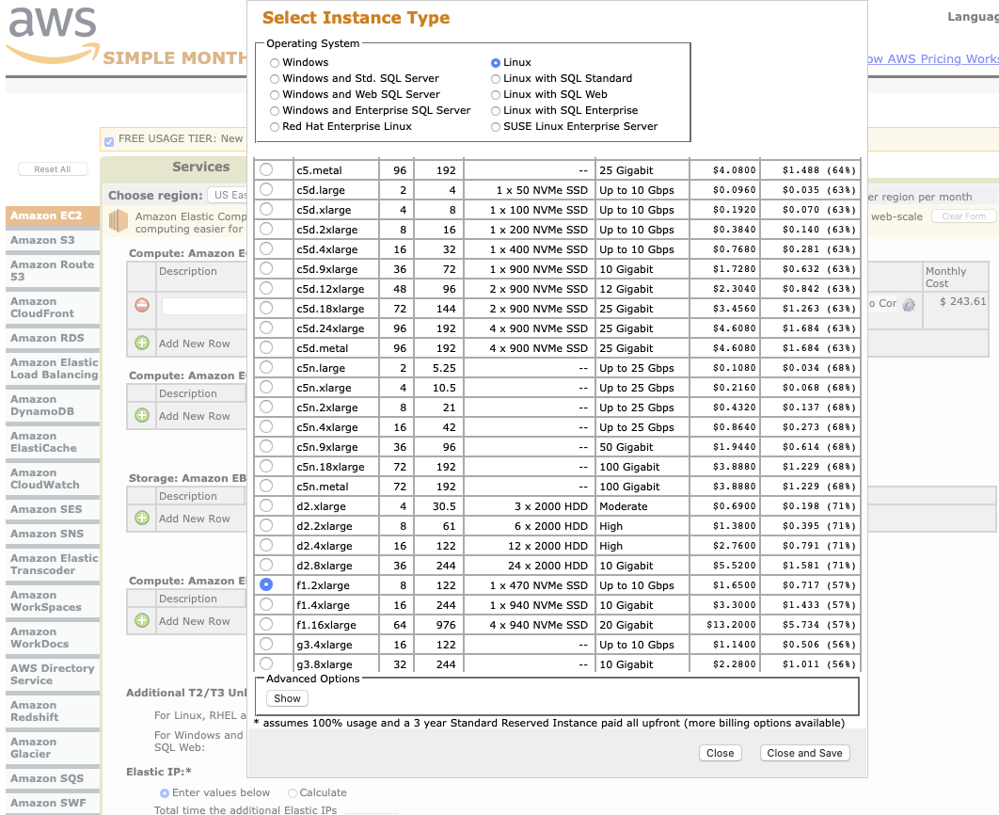 aws
SIMPLE MONTH
Languag
ow AWS Pricing Works
Select Instance Type
Operating System
Windows
Linux
Windows and Std. SQL Server
Linux with SQL Standard
Windows and Web SQL Server
Linux with SQL Web
Windows and Enterprise SQL Server
Linux with SQL Enterprise
Red Hat Enterprise Linux
SUSE Linux Enterprise Server
c5.metal 96 192 -- 25 Gigabit $4.0800 $1.488 (64%)
c5d.large 2 4 1 x 50 NVMe SSD Up to 10 Gbps $0.0960 $0.035 (63%)
c5d.xlarge 4 8 1 x 100 NVMe SSD Up to 10 Gbps $0.1920 $0.070 (63%)
c5d.2xlarge 8 16 1 x 200 NVMe SSD Up to 10 Gbps $0.3840 $0.140 (63%)
c5d.4xlarge 16 32 1 x 400 NVMe SSD Up to 10 Gbps $0.7680 $0.281 (63%)
c5d.9xlarge 36 72 1 x 900 NVMe SSD 10 Gigabit $1.7280 $0.632 (63%)
c5d.12xlarge 48 96 2 x 900 NVMe SSD 12 Gigabit $2.3040 $0.842 (63%)
c5d.18xlarge 72 144 2 x 900 NVMe SSD 25 Gigabit $3.4560 $1.263 (63%)
c5d.24xlarge 96 192 4 x 900 NVMe SSD 25 Gigabit $4.6080 $1.684 (63%)
c5d.metal 96 192 4 x 900 NVMe SSD 25 Gigabit $4.6080 $1.684 (63%)
c5n.large 2 5.25 -- Up to 25 Gbps $0.1080 $0.034 (68%)
c5n.xlarge 4 10.5 -- Up to 25 Gbps $0.2160 $0.068 (68%)
c5n.2xlarge 8 21 -- Up to 25 Gbps $0.4320 $0.137 (68%)
c5n.4xlarge 16 42 -- Up to 25 Gbps $0.8640 $0.273 (68%)
c5n.9xlarge 36 96 -- 50 Gigabit $1.9440 $0.614 (68%)
c5n.18xlarge 72 192 -- 100 Gigabit $3.8880 $1.229 (68%)
c5n.metal 72 192 -- 100 Gigabit $3.8880 $1.229 (68%)
d2.xlarge 4 30.5 3 x 2000 HDD Moderate $0.6900 $0.198 (71%)
d2.2xlarge 8 61 6 x 2000 HDD High $1.3800 $0.395 (71%)
d2.4xlarge 16 122 12 x 2000 HDD High $2.7600 $0.791 (71%)
d2.8xlarge 36 244 24 x 2000 HDD 10 Gigabit $5.5200 $1.581 (71%)
f1.2xlarge 8 122 1 x 470 NVMe SSD Up to 10 Gbps $1.6500 $0.717 (57%)
f1.4xlarge 16 244 1 x 940 NVMe SSD 10 Gigabit $3.3000 $1.433 (57%)
f1.16xlarge 64 976 4 x 940 NVMe SSD 20 Gigabit $13.2000 $5.734 (57%)
g3.4xlarge 16 122 -- Up to 10 Gbps $1.1400 $0.506 (56%)
g3.8xlarge 32 244 -- 10 Gigabit $2.2800 $1.011 (56%)
Advanced Options
Show
* assumes 100% usage and a 3 year Standard Reserved Instance paid all upfront (more billing options available)
Close
Close and Save
FREE USAGE TIER: New
Reset All
Services
Choose region: US Eas
er region per month
Amazon Elastic Comp
computing easier for
web-scale
Clear Form
Amazon EC2
Amazon S3
Amazon Route
53
Amazon
CloudFront
Amazon RDS
Amazon Elastic
Load Balancing
Amazon
DynamoDB
Amazon
ElastiCache
Amazon
CloudWatch
Amazon SES
Amazon SNS
Amazon Elastic
Transcoder
Amazon
WorkSpaces
Amazon
WorkDocs
AWS Directory
Service
Amazon
Redshift
Amazon
Glacier
Amazon SQS
Amazon SWF
Compute: Amazon E
Description
Monthly
Cost
o Cor
$ 243.61
Add New Row
Compute: Amazon E
Description
Add New Row
Storage: Amazon EB
Description
Add New Row
Compute: Amazon E
Description
Add New Row
Additional T2/T3 Unl
For Linux, RHEL a
For Windows and
SQL Web:
Elastic IP:*
Enter values below
Calculate
Total time the additional Elastic IPs